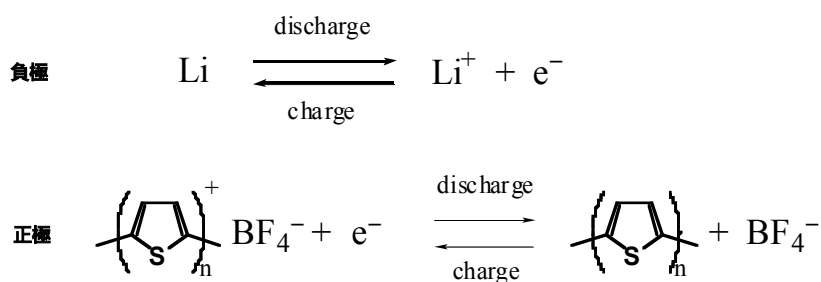 discharge
負極 Li Li⁺ + e⁻
charge
discharge
正極 ( S )n⁺ BF₄⁻ + e⁻ ( S )n + BF₄⁻
charge